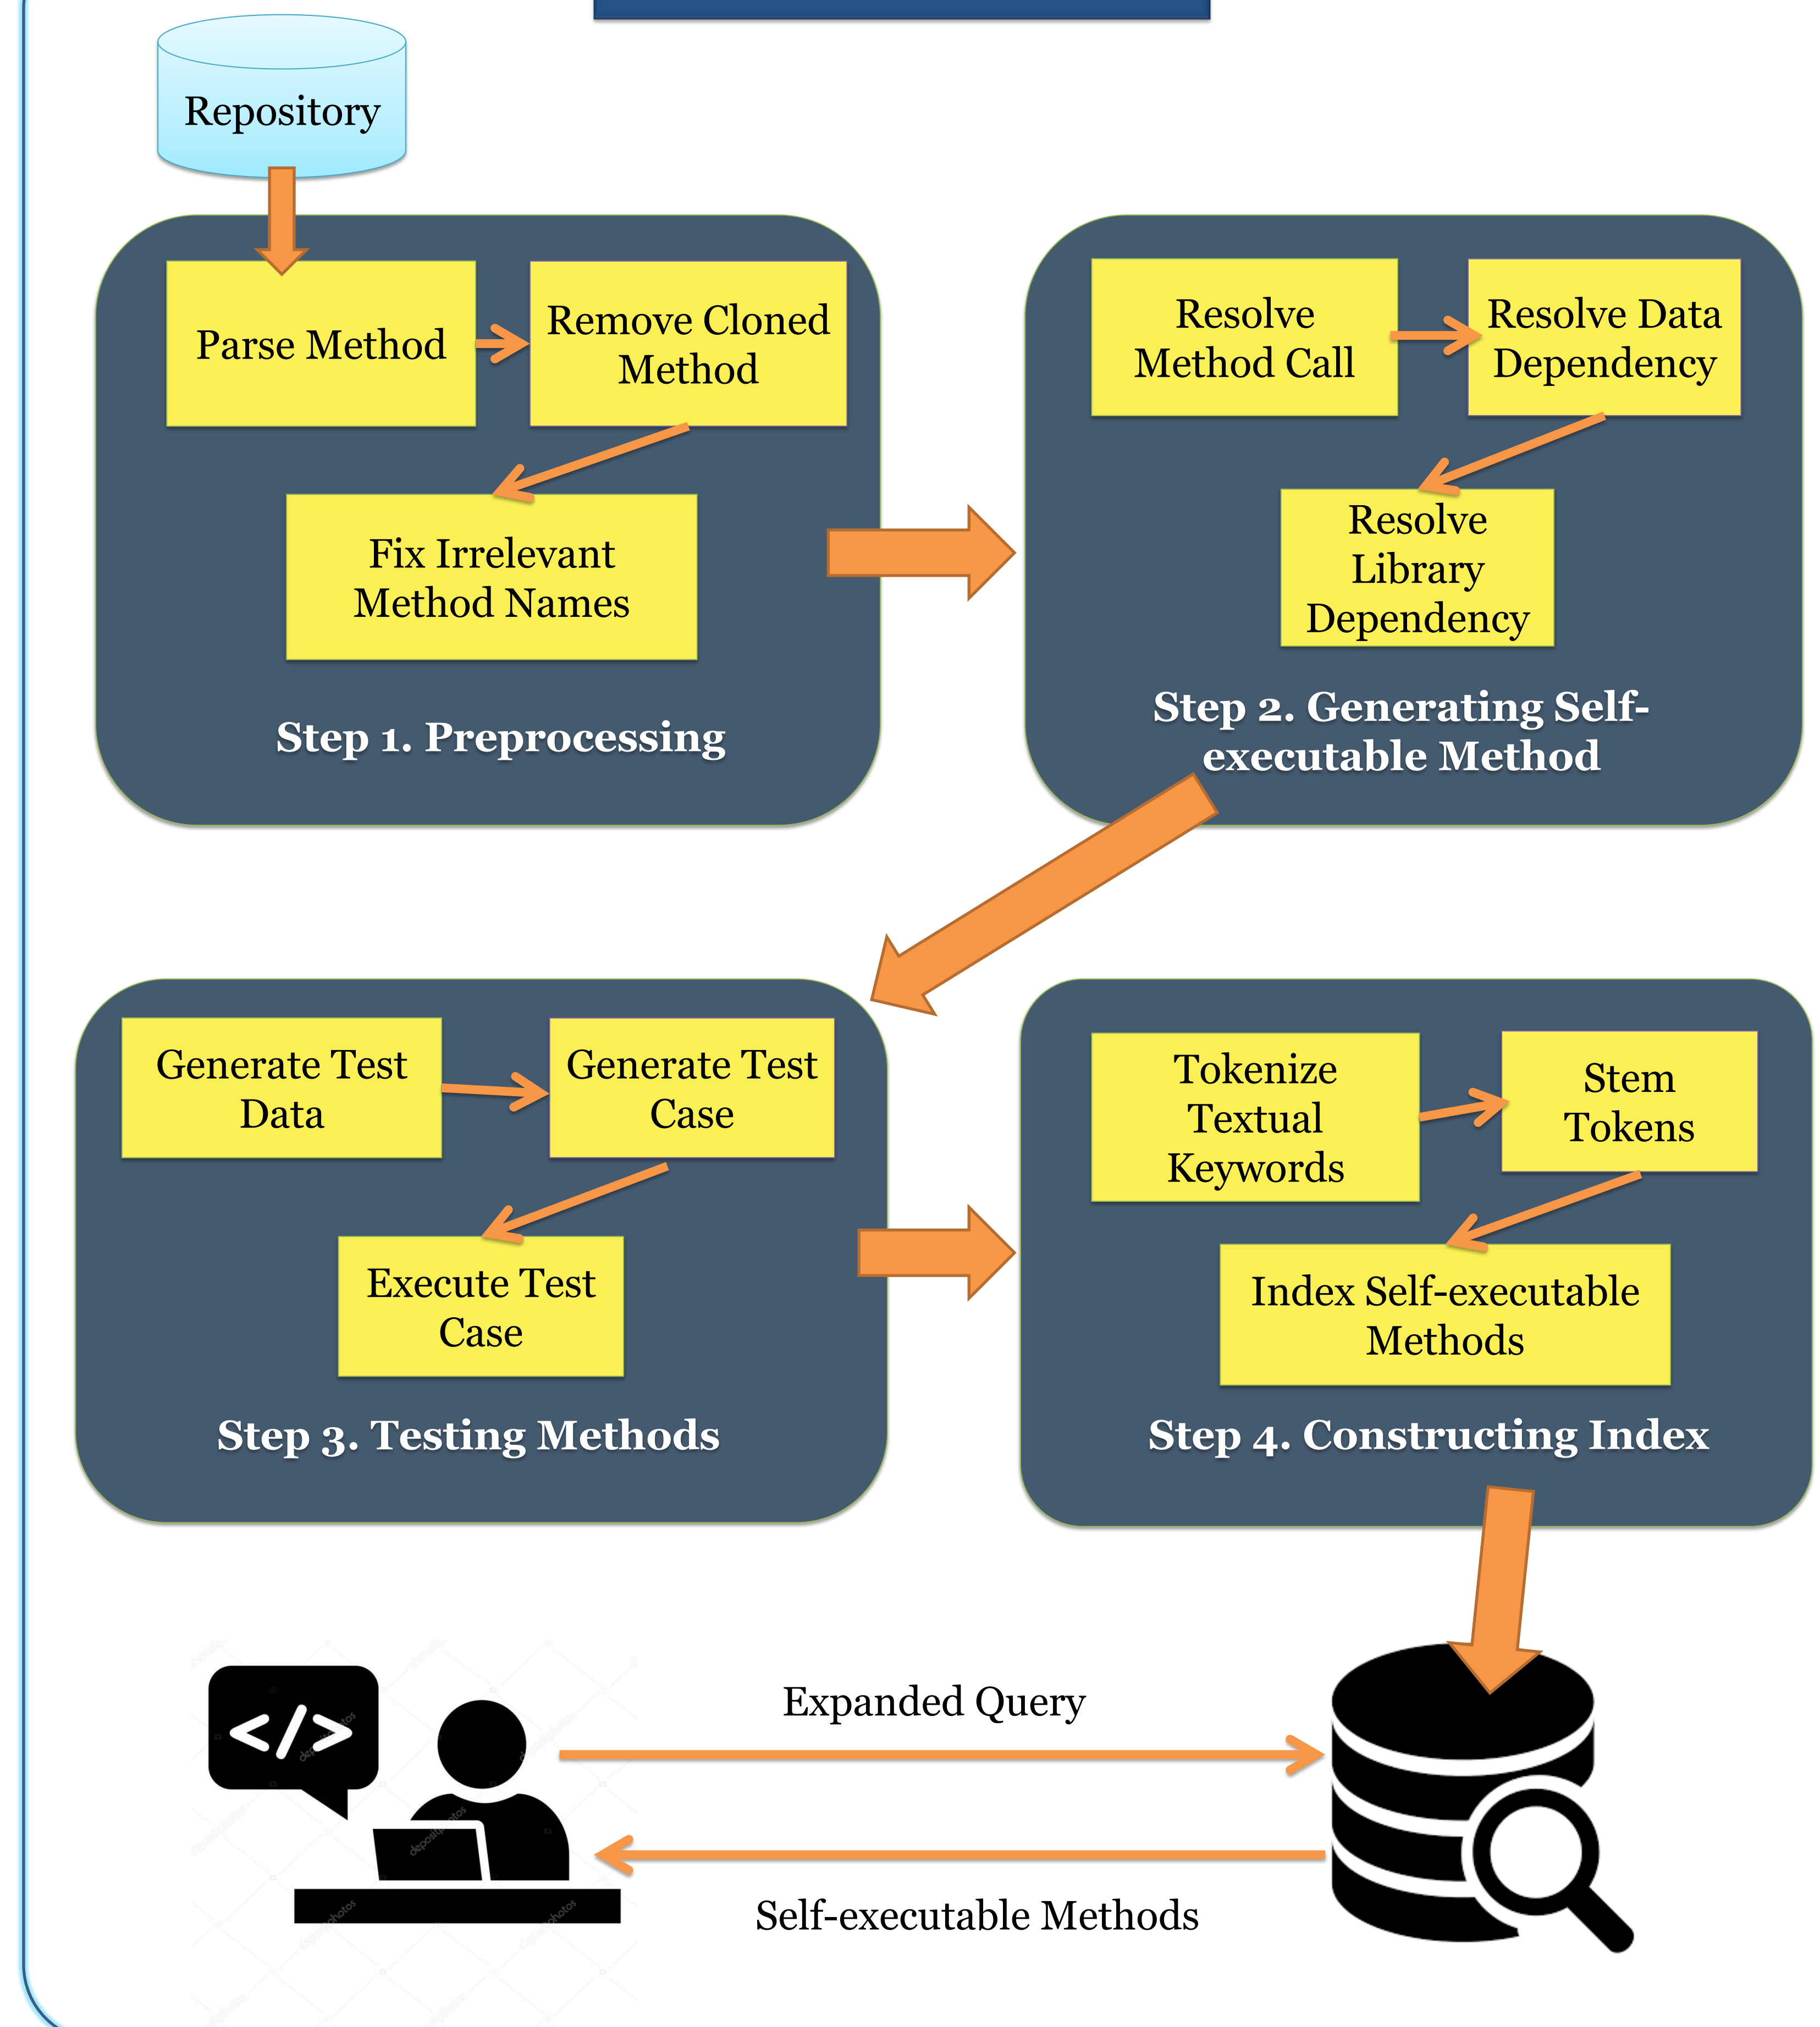 Repository
Parse Method
Remove Cloned
Method
Fix Irrelevant
Method Names
Step 1. Preprocessing
Resolve
Method Call
Resolve Data
Dependency
Resolve
Library
Dependency
Step 2. Generating Self-
executable Method
Generate Test
Data
Generate Test
Case
Execute Test
Case
Step 3. Testing Methods
Tokenize
Textual
Keywords
Stem
Tokens
Index Self-executable
Methods
Step 4. Constructing Index
</>
Expanded Query
Self-executable Methods
depositphotos
depositphotos
depositphotos